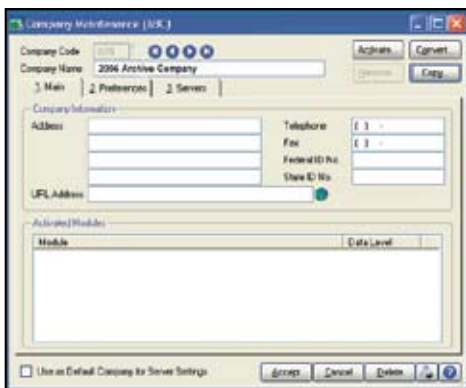 Company Maintenance (ABC)
Company Code
Activate... Convert
Company Name 2006 Archive Company
Remove Copy...
1. Main 2. Preferences 3. Servers
Company Information
Address Telephone ( ) -
Fax ( ) -
Federal ID No.
State ID No.
URL Address
Activated Modules
Module Data Level
Use as Default Company for Server Settings Accept Cancel Delete